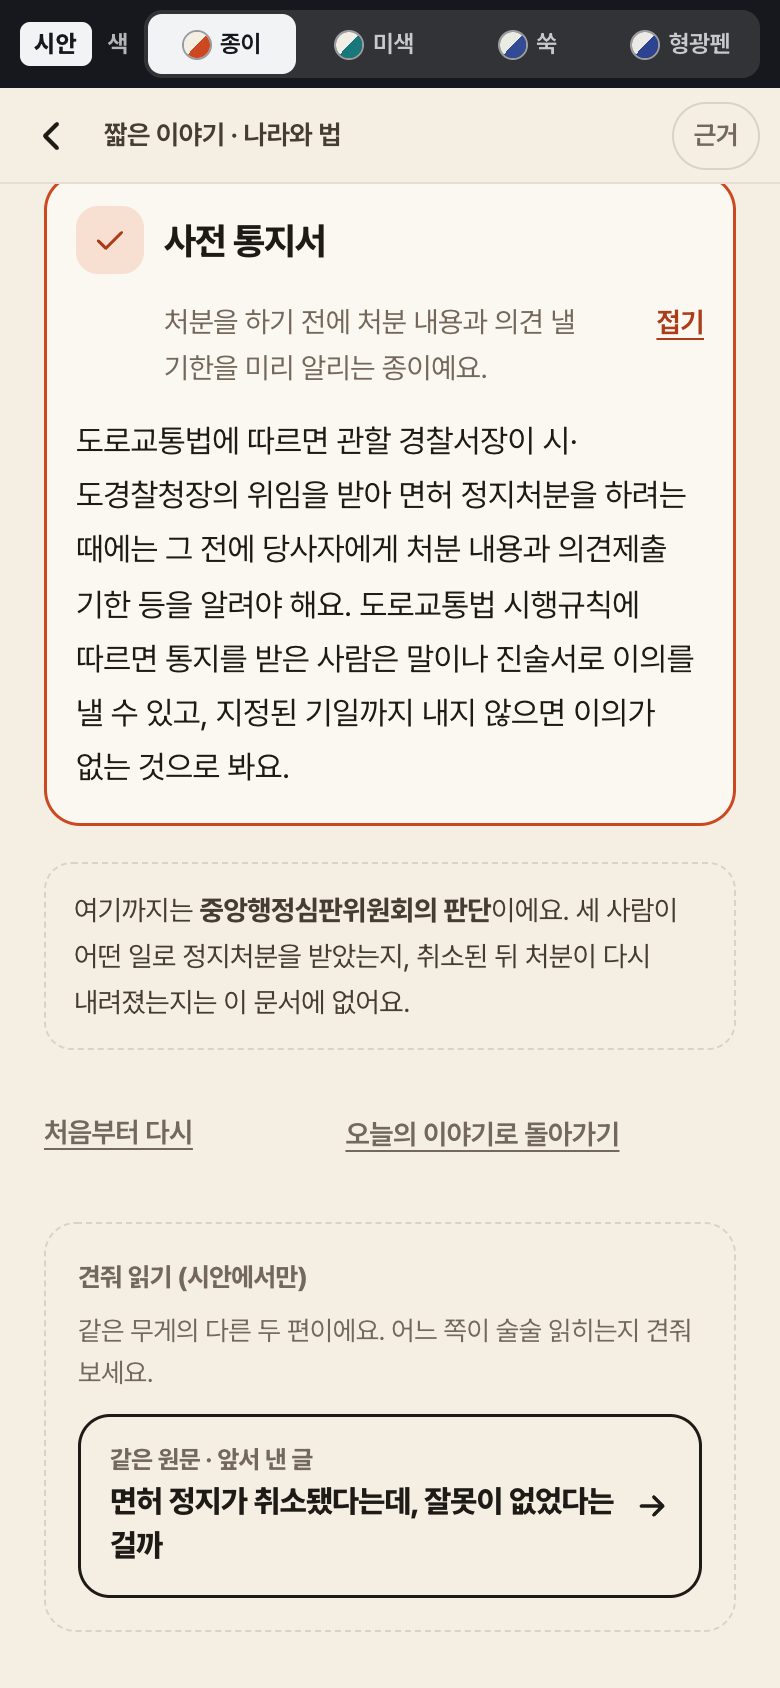 시안 색 종이 미색 쑥 형광펜
짧은 이야기 · 나라와 법 근거
사전 통지서
처분을 하기 전에 처분 내용과 의견 낼 접기
기한을 미리 알리는 종이예요.
도로교통법에 따르면 관할 경찰서장이 시·
도경찰청장의 위임을 받아 면허 정지처분을 하려는
때에는 그 전에 당사자에게 처분 내용과 의견제출
기한 등을 알려야 해요. 도로교통법 시행규칙에
따르면 통지를 받은 사람은 말이나 진술서로 이의를
낼 수 있고, 지정된 기일까지 내지 않으면 이의가
없는 것으로 봐요.
여기까지는 중앙행정심판위원회의 판단이에요. 세 사람이
어떤 일로 정지처분을 받았는지, 취소된 뒤 처분이 다시
내려졌는지는 이 문서에 없어요.
처음부터 다시 오늘의 이야기로 돌아가기
견줘 읽기 (시안에서만)
같은 무게의 다른 두 편이에요. 어느 쪽이 술술 읽히는지 견줘
보세요.
같은 원문 · 앞서 낸 글
면허 정지가 취소됐다는데, 잘못이 없었다는
걸까